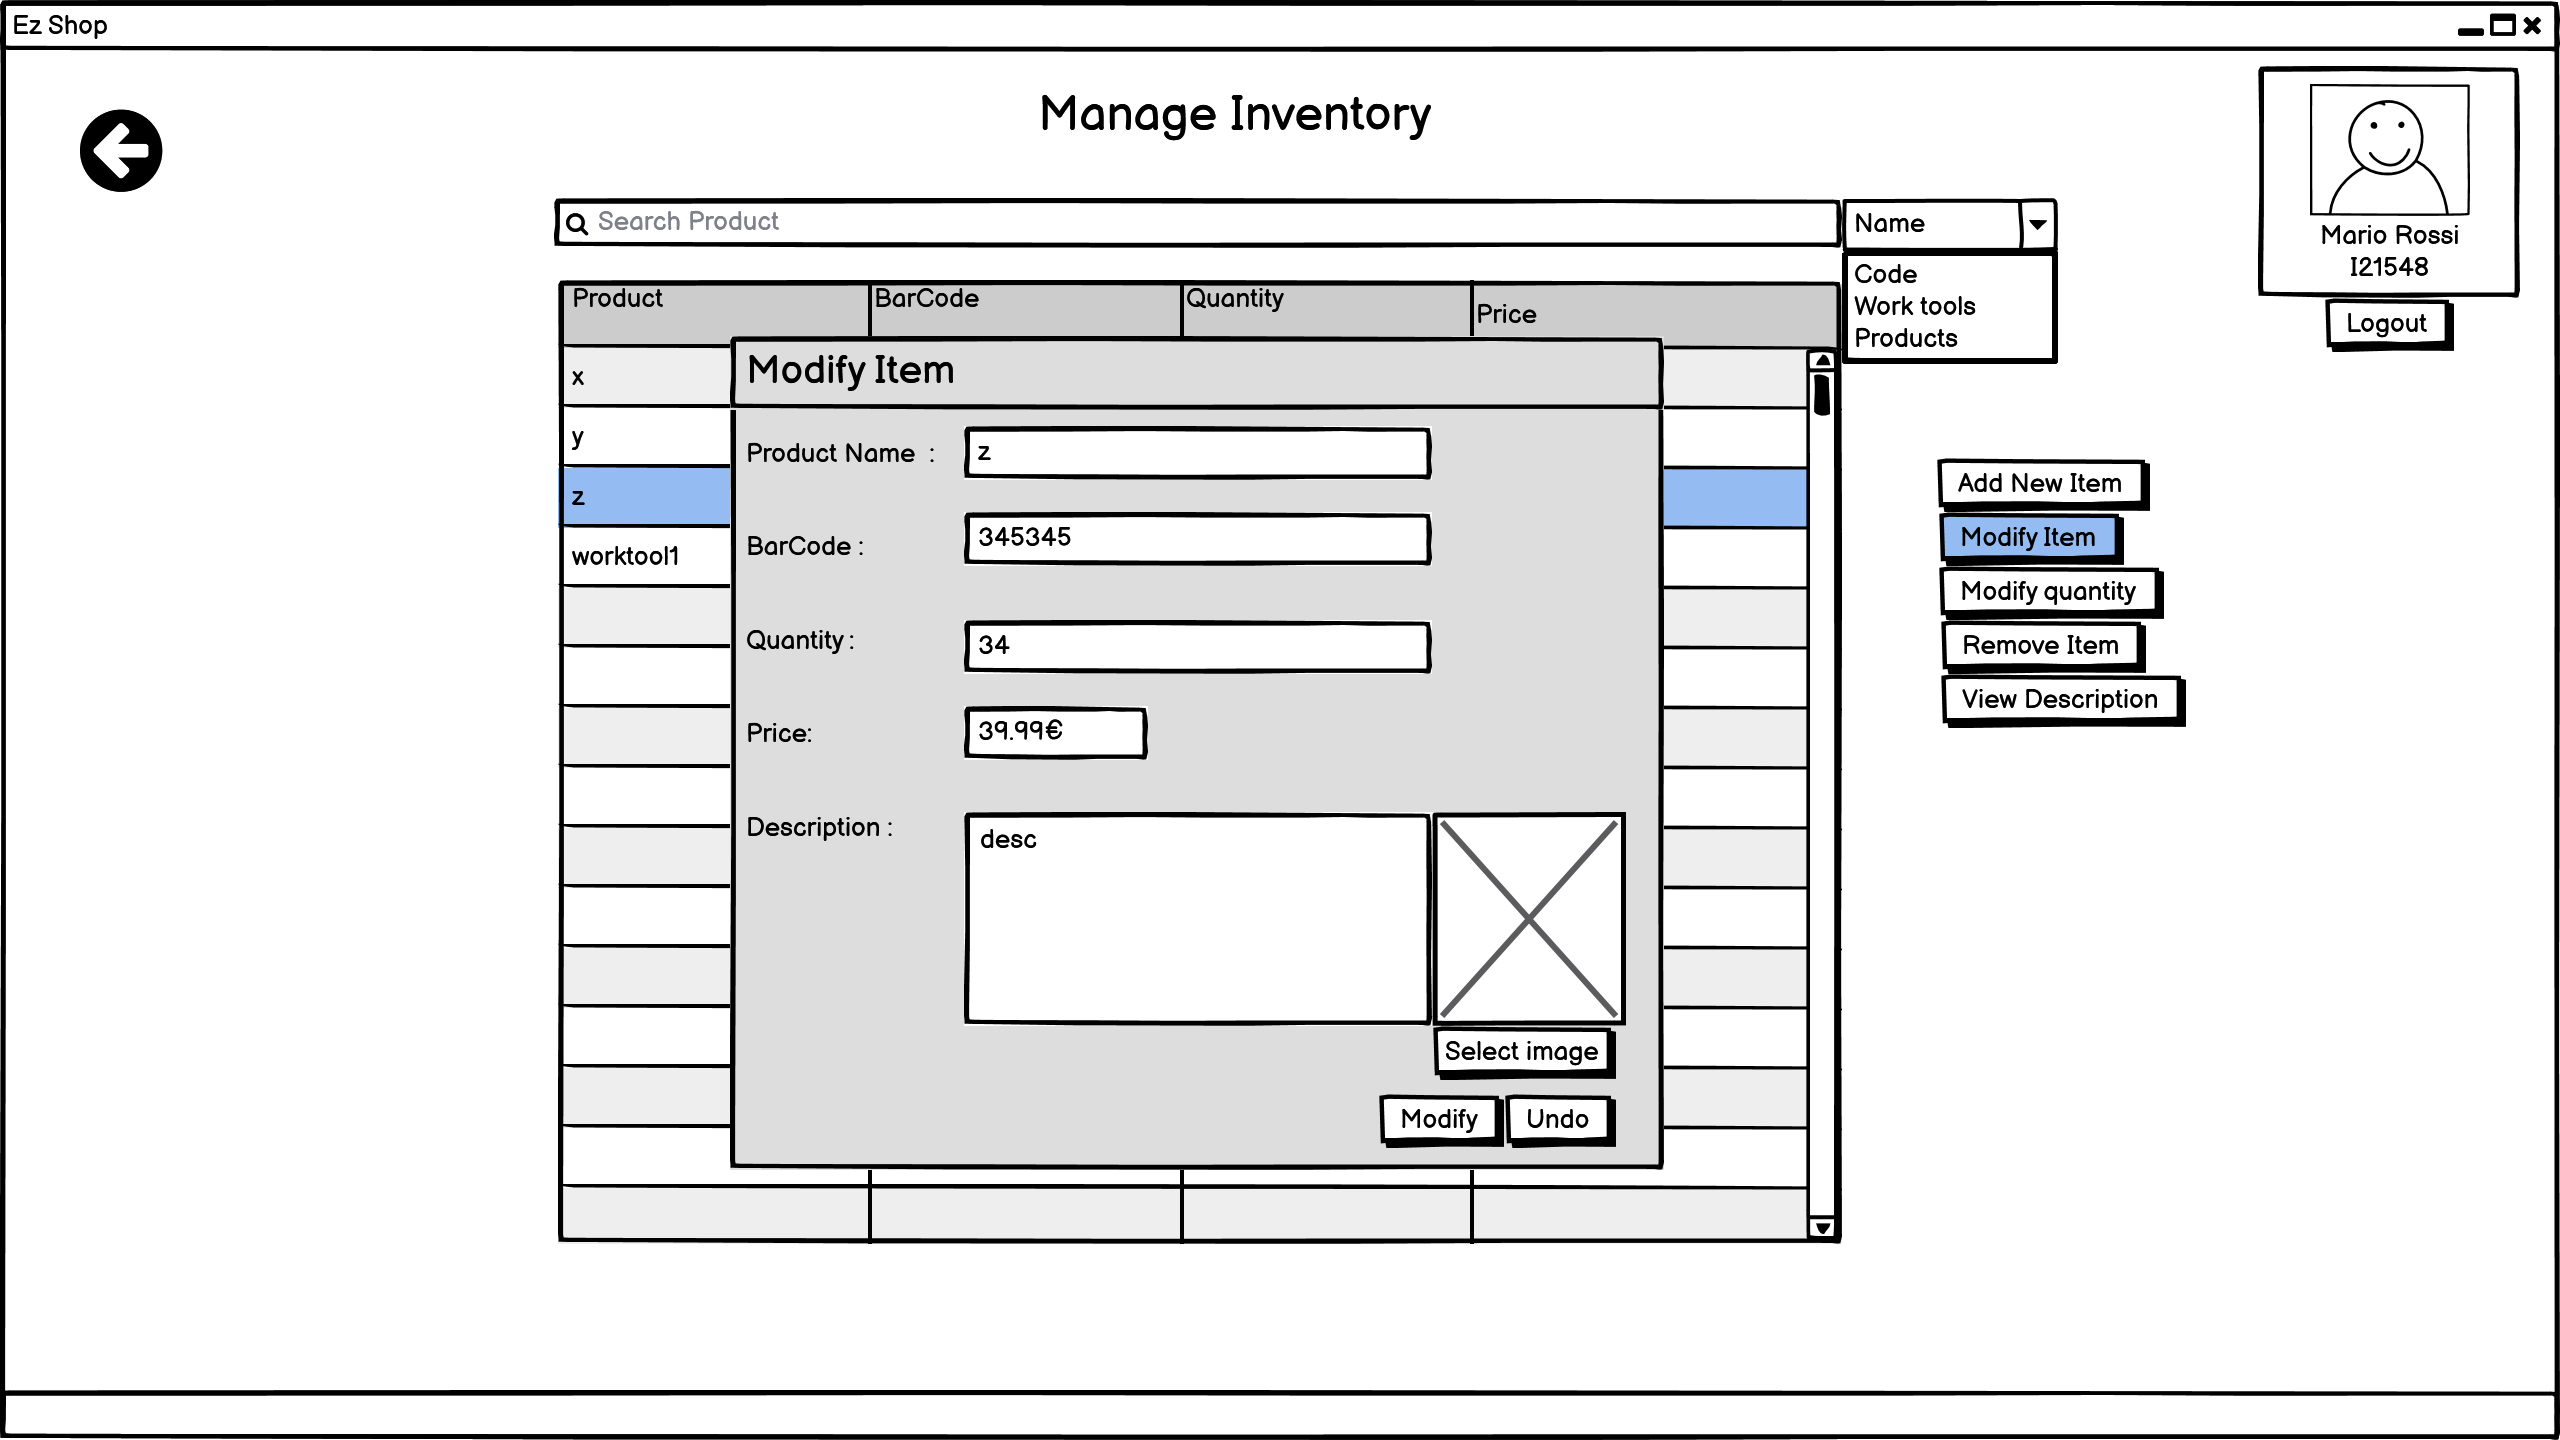 Ez Shop
Manage Inventory
Mario Rossi
I21548
Logout
Search Product
Name
Code
Work tools
Products
Product BarCode Quantity Price
x
y
z
worktool1
Modify Item
Product Name : z
BarCode : 345345
Quantity : 34
Price: 39.99€
Description : desc
Select image
Modify Undo
Add New Item
Modify Item
Modify quantity
Remove Item
View Description